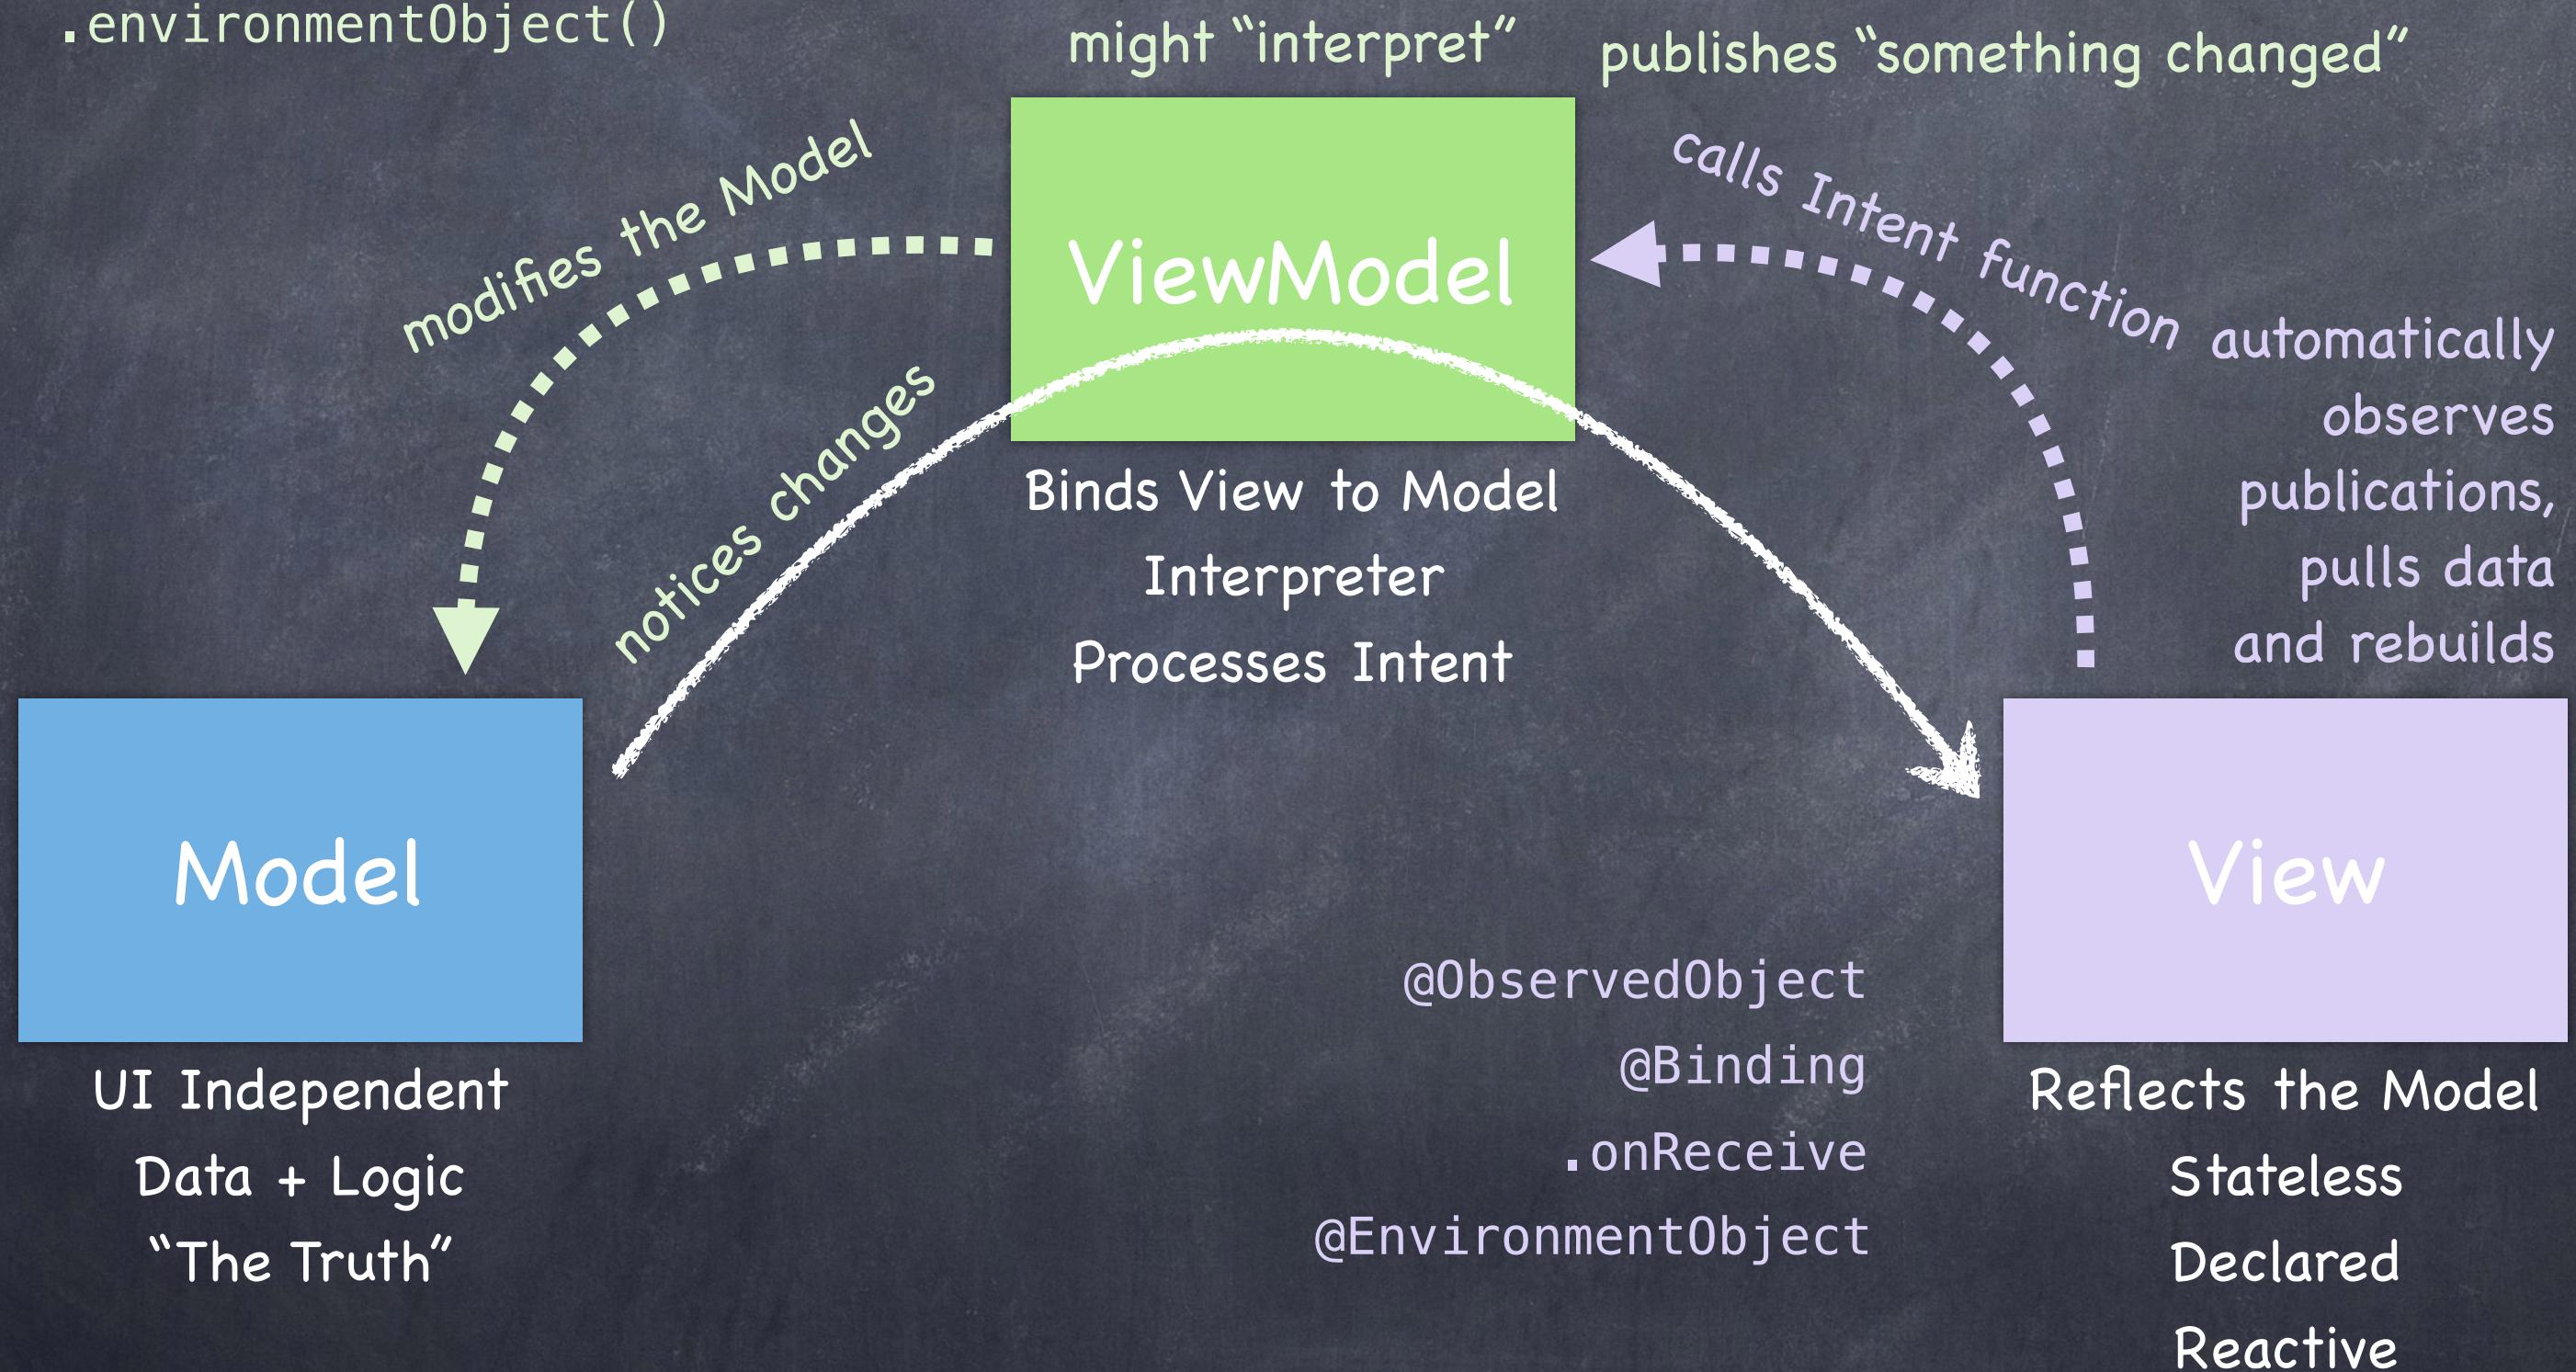 .environmentObject()
might “interpret”
publishes “something changed”
modifies the Model
calls Intent function
ViewModel
notices changes
automatically
observes
publications,
pulls data
and rebuilds
Binds View to Model
Interpreter
Processes Intent
Model
View
UI Independent
Data + Logic
“The Truth”
@ObservedObject
@Binding
.onReceive
@EnvironmentObject
Reflects the Model
Stateless
Declared
Reactive